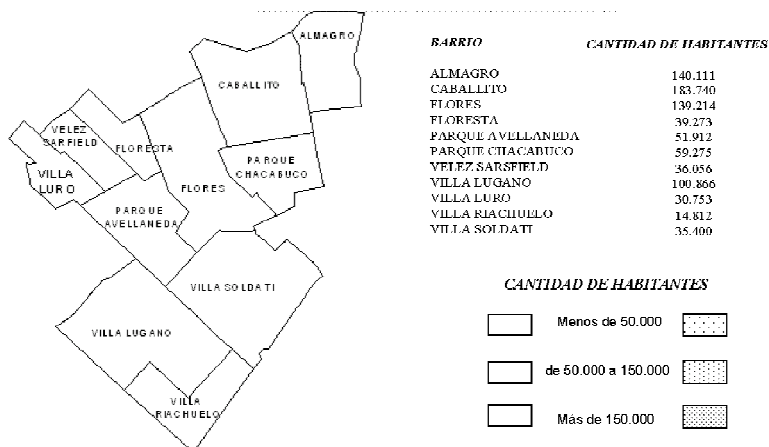 ALMAGRO
CABALLITO
VELEZ
SARFIELD
FLORESTA
PARQUE
CHACABUCO
VILLA
LURO
FLORES
PARQUE
AVELLANEDA
VILLA SOLDATI
VILLA LUGANO
VILLA
RIACHUELO
BARRIO CANTIDAD DE HABITANTES
ALMAGRO 140.111
CABALLITO 183.740
FLORES 139.214
FLORESTA 39.273
PARQUE AVELLANEDA 51.912
PARQUE CHACABUCO 59.275
VELEZ SARSFIELD 36.056
VILLA LUGANO 100.866
VILLA LURO 30.753
VILLA RIACHUELO 14.812
VILLA SOLDATI 35.400
CANTIDAD DE HABITANTES
Menos de 50.000
de 50.000 a 150.000
Más de 150.000